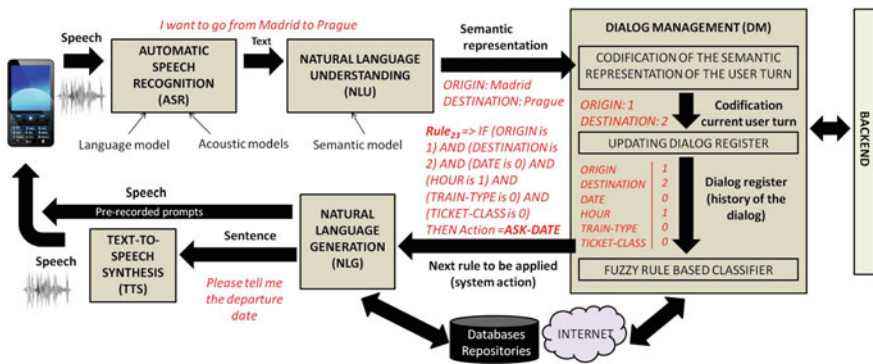 I want to go from Madrid to Prague
Speech
AUTOMATIC
SPEECH
RECOGNITION
(ASR)
Text
NATURAL LANGUAGE
UNDERSTANDING
(NLU)
Semantic
representation
ORIGIN: Madrid
DESTINATION: Prague
Language model
Acoustic models
Semantic model
DIALOG MANAGEMENT (DM)
CODIFICATION OF THE SEMANTIC
REPRESENTATION OF THE USER TURN
ORIGIN: 1
DESTINATION: 2
Codification
current user turn
UPDATING DIALOG REGISTER
ORIGIN 1
DESTINATION 2
DATE 0
HOUR 1
TRAIN-TYPE 0
TICKET-CLASS 0
Dialog register
(history of the
dialog)
FUZZY RULE BASED CLASSIFIER
BACKEND
Rule23 => IF (ORIGIN is
1) AND (DESTINATION is
2) AND (DATE is 0) AND
(HOUR is 1) AND
(TRAIN-TYPE is 0) AND
(TICKET-CLASS is 0)
THEN Action =ASK-DATE
Next rule to be applied
(system action)
NATURAL
LANGUAGE
GENERATION
(NLG)
Speech
Pre-recorded prompts
Sentence
Please tell me
the departure
date
TEXT-TO-
SPEECH
SYNTHESIS
(TTS)
Speech
Databases
Repositories
INTERNET